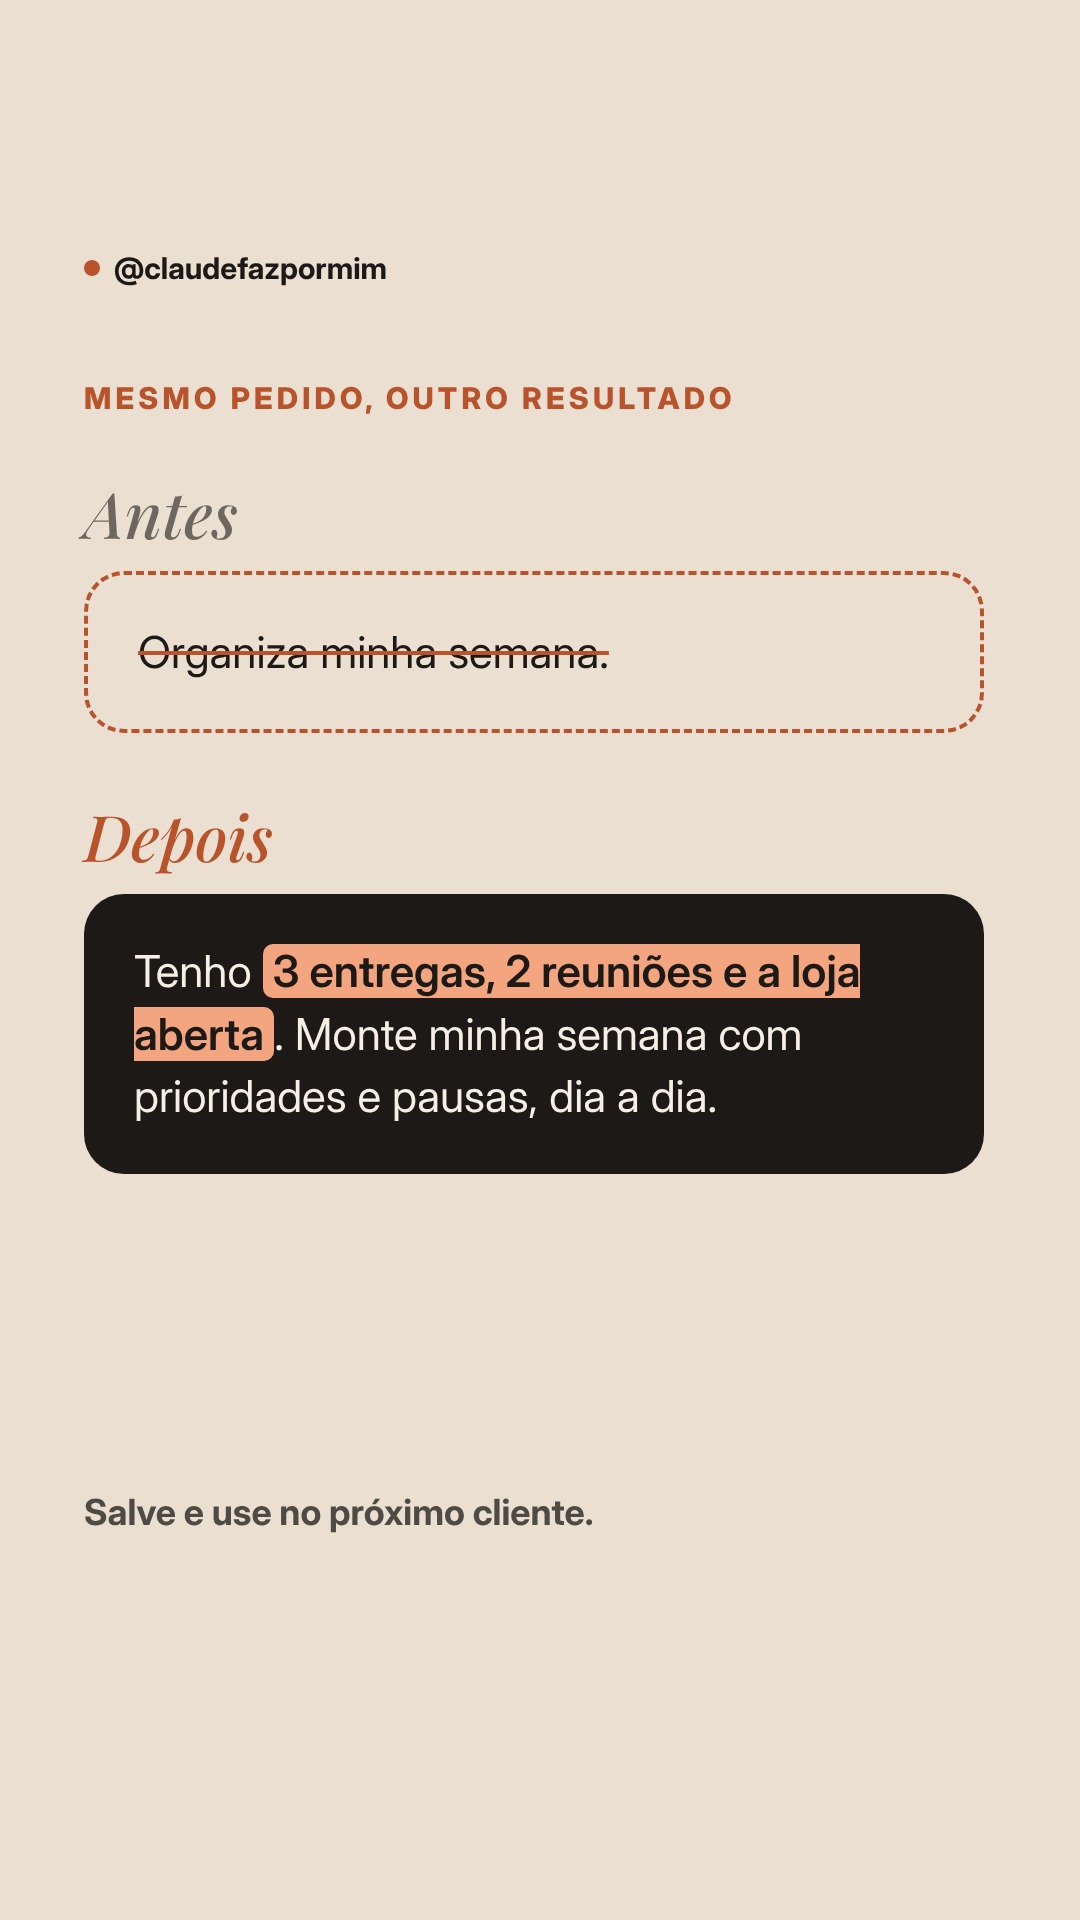 @claudefazpormim
MESMO PEDIDO, OUTRO RESULTADO
Antes
Organiza minha semana.
Depois
Tenho 3 entregas, 2 reuniões e a loja
aberta. Monte minha semana com
prioridades e pausas, dia a dia.
Salve e use no próximo cliente.